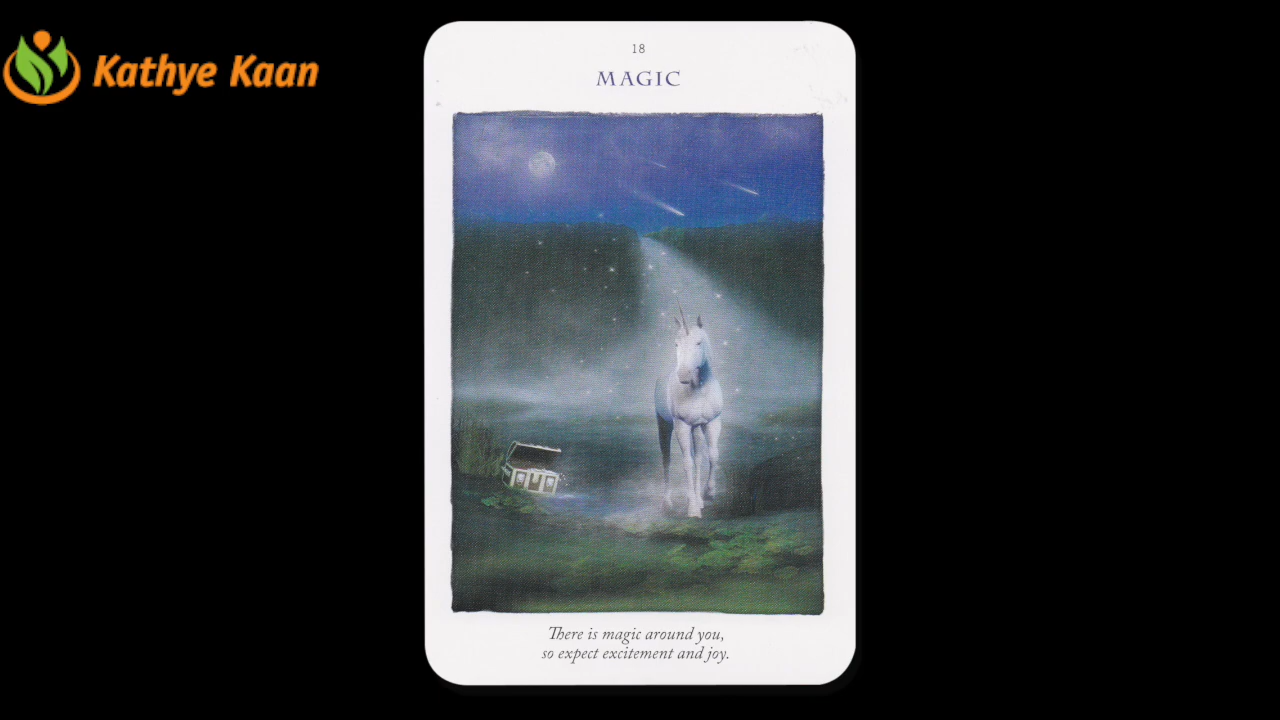 Kathye Kaan
18
MAGIC
There is magic around you,
so expect excitement and joy.